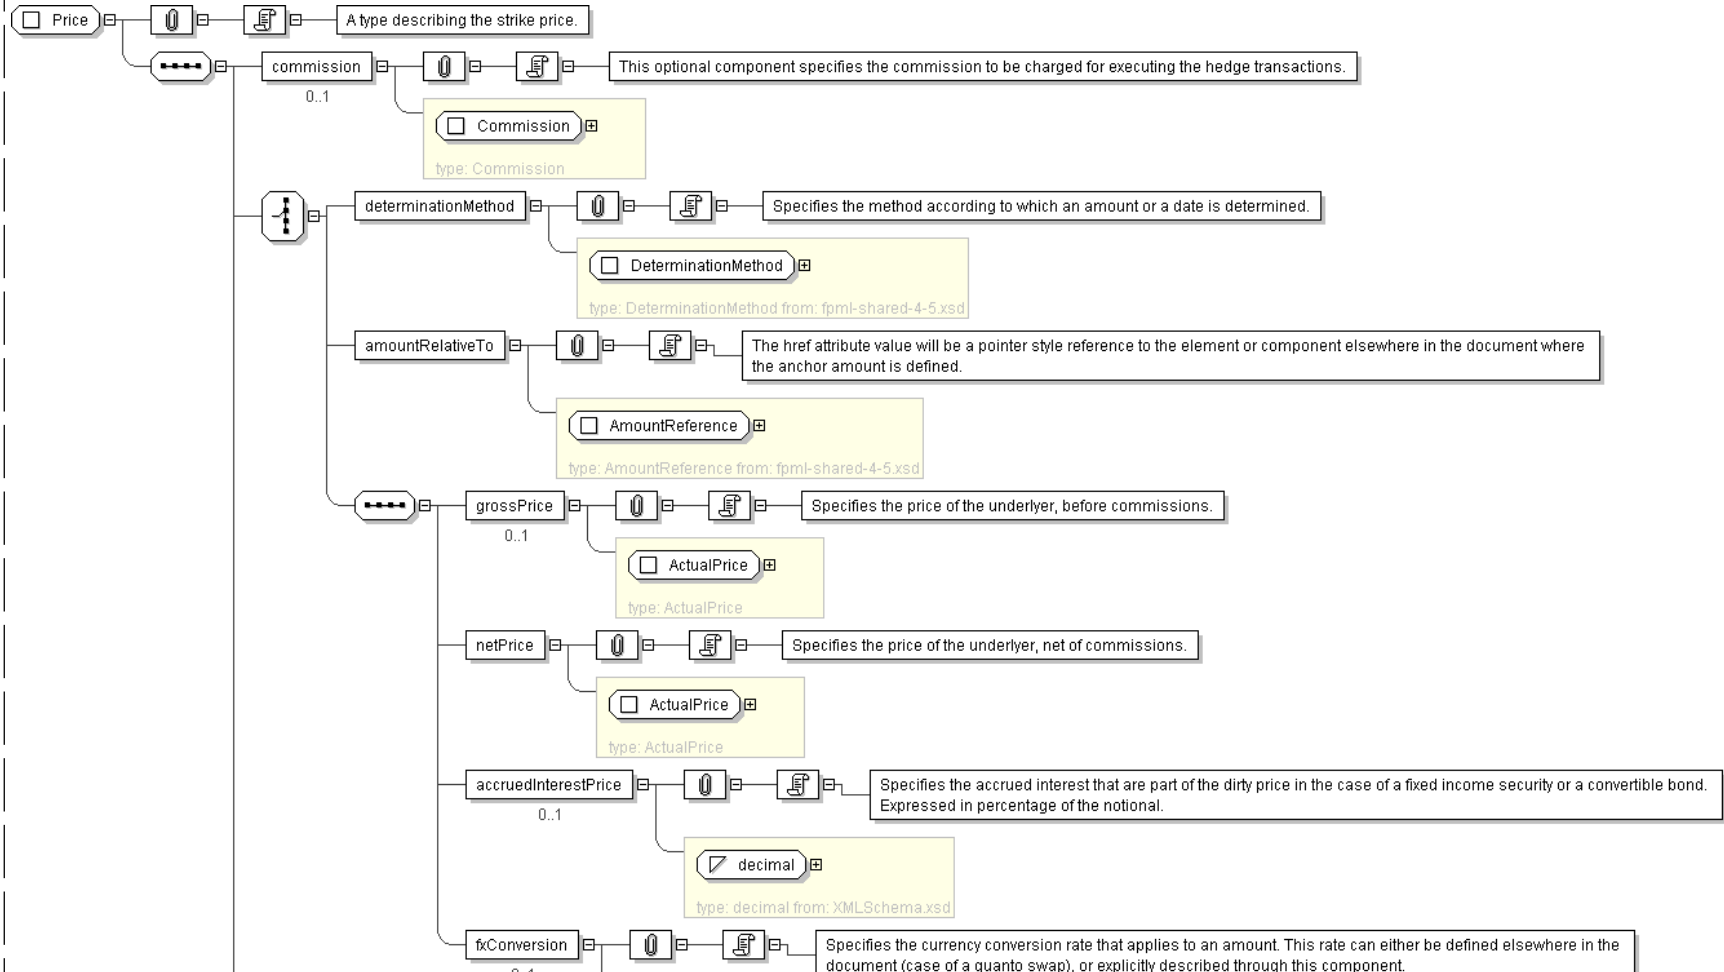 Price
A type describing the strike price.
commission
This optional component specifies the commission to be charged for executing the hedge transactions.
0..1
Commission
type: Commission
determinationMethod
Specifies the method according to which an amount or a date is determined.
DeterminationMethod
type: DeterminationMethod from: fpml-shared-4-5.xsd
amountRelativeTo
The href attribute value will be a pointer style reference to the element or component elsewhere in the document where
the anchor amount is defined.
AmountReference
type: AmountReference from: fpml-shared-4-5.xsd
grossPrice
Specifies the price of the underlyer, before commissions.
0..1
ActualPrice
type: ActualPrice
netPrice
Specifies the price of the underlyer, net of commissions.
ActualPrice
type: ActualPrice
accruedInterestPrice
Specifies the accrued interest that are part of the dirty price in the case of a fixed income security or a convertible bond.
Expressed in percentage of the notional.
0..1
decimal
type: decimal from: XMLSchema.xsd
fxConversion
Specifies the currency conversion rate that applies to an amount. This rate can either be defined elsewhere in the
document (case of a quanto swap), or explicitly described through this component.
0..1